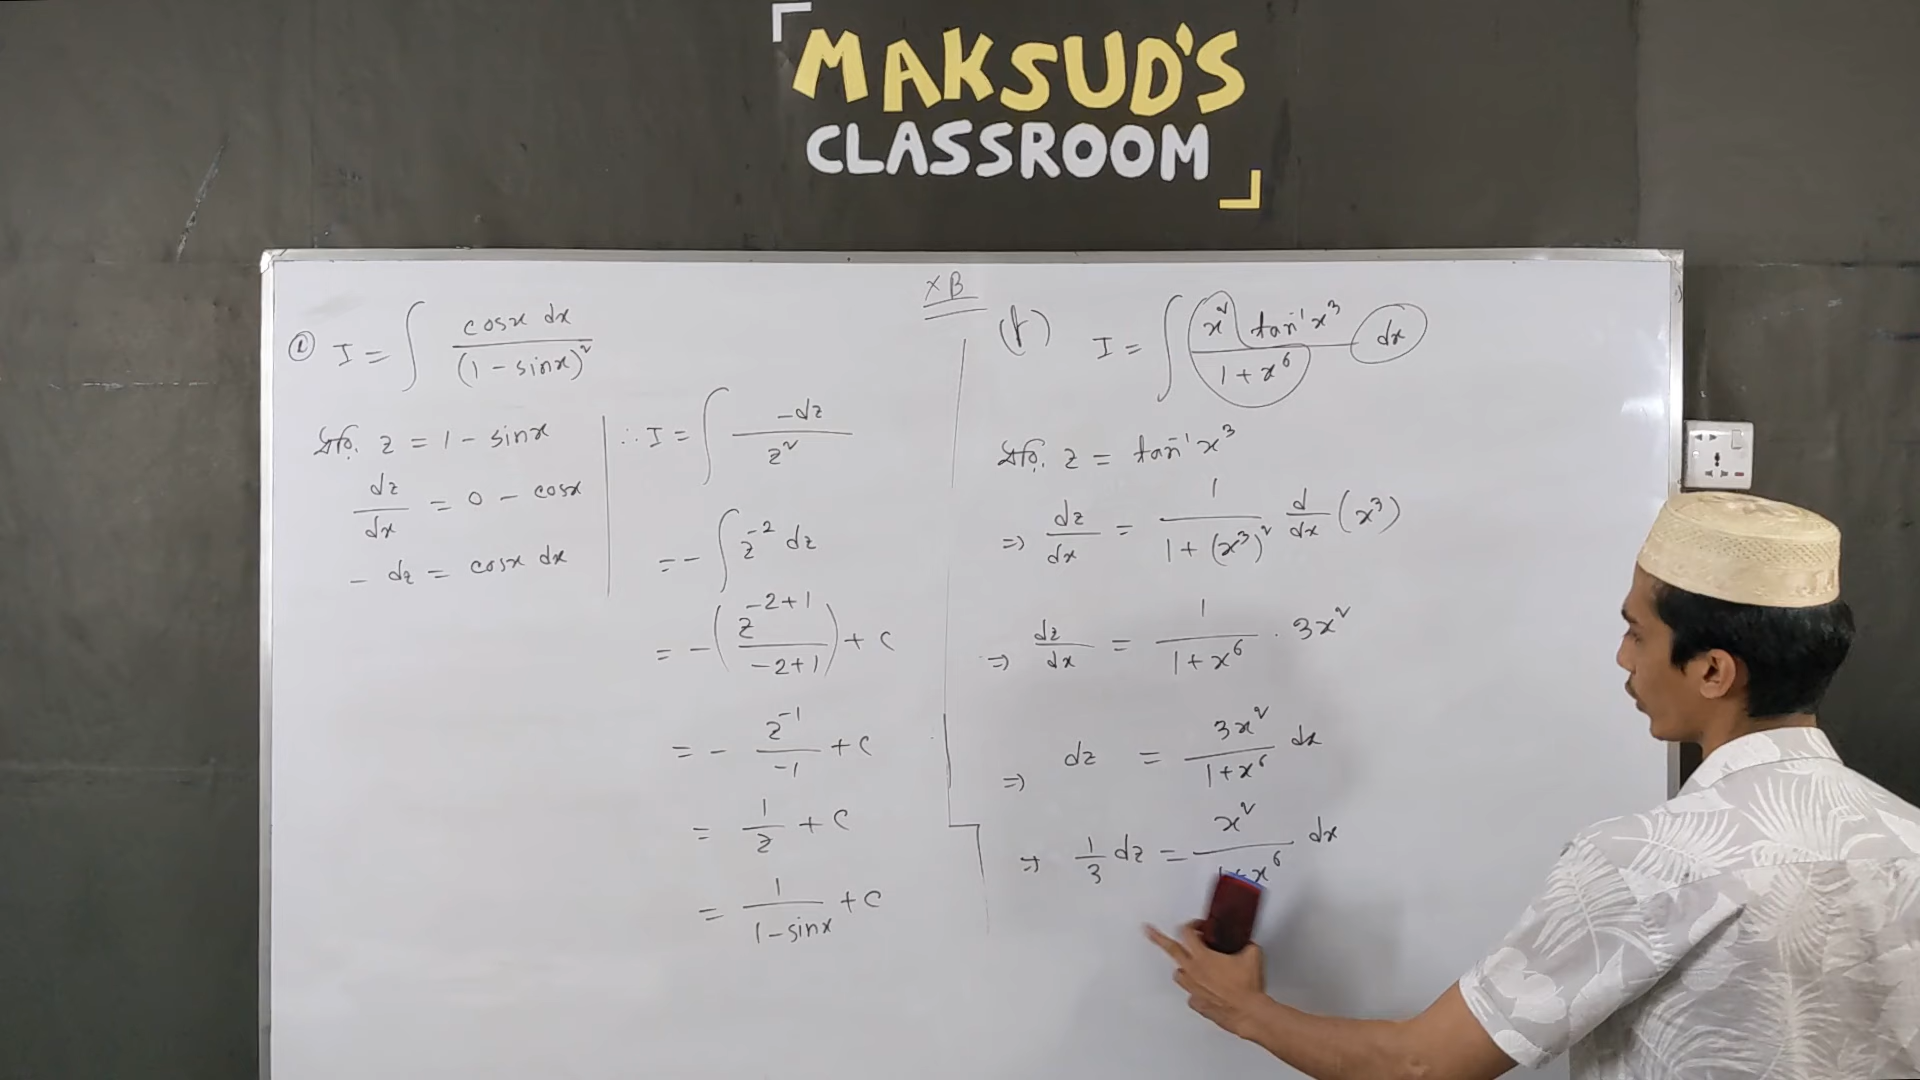 MAKSUD'S
CLASSROOM
XB
② I = ∫ cosx dx / (1 - sinx)²
ধরি, z = 1 - sinx
dz/dx = 0 - cosx
- dz = cosx dx
∴ I = ∫ -dz / z²
= - ∫ z⁻² dz
= - ( z⁻²⁺¹ / -2+1 ) + c
= - z⁻¹ / -1 + c
= 1/z + c
= 1 / 1-sinx + c
I = ∫ x² tan⁻¹x³ / 1+x⁶ dx
ধরি, z = tan⁻¹x³
⇒ dz/dx = 1 / 1+(x³)² d/dx (x³)
⇒ dz/dx = 1 / 1+x⁶ . 3x²
⇒ dz = 3x² / 1+x⁶ dx
⇒ 1/3 dz = x² / 1+x⁶ dx